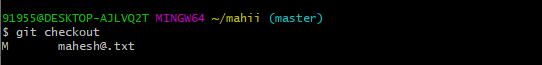 91955@DESKTOP-AJLVQ2T MINGW64 ~/mahii (master)
$ git checkout
M       mahesh@.txt